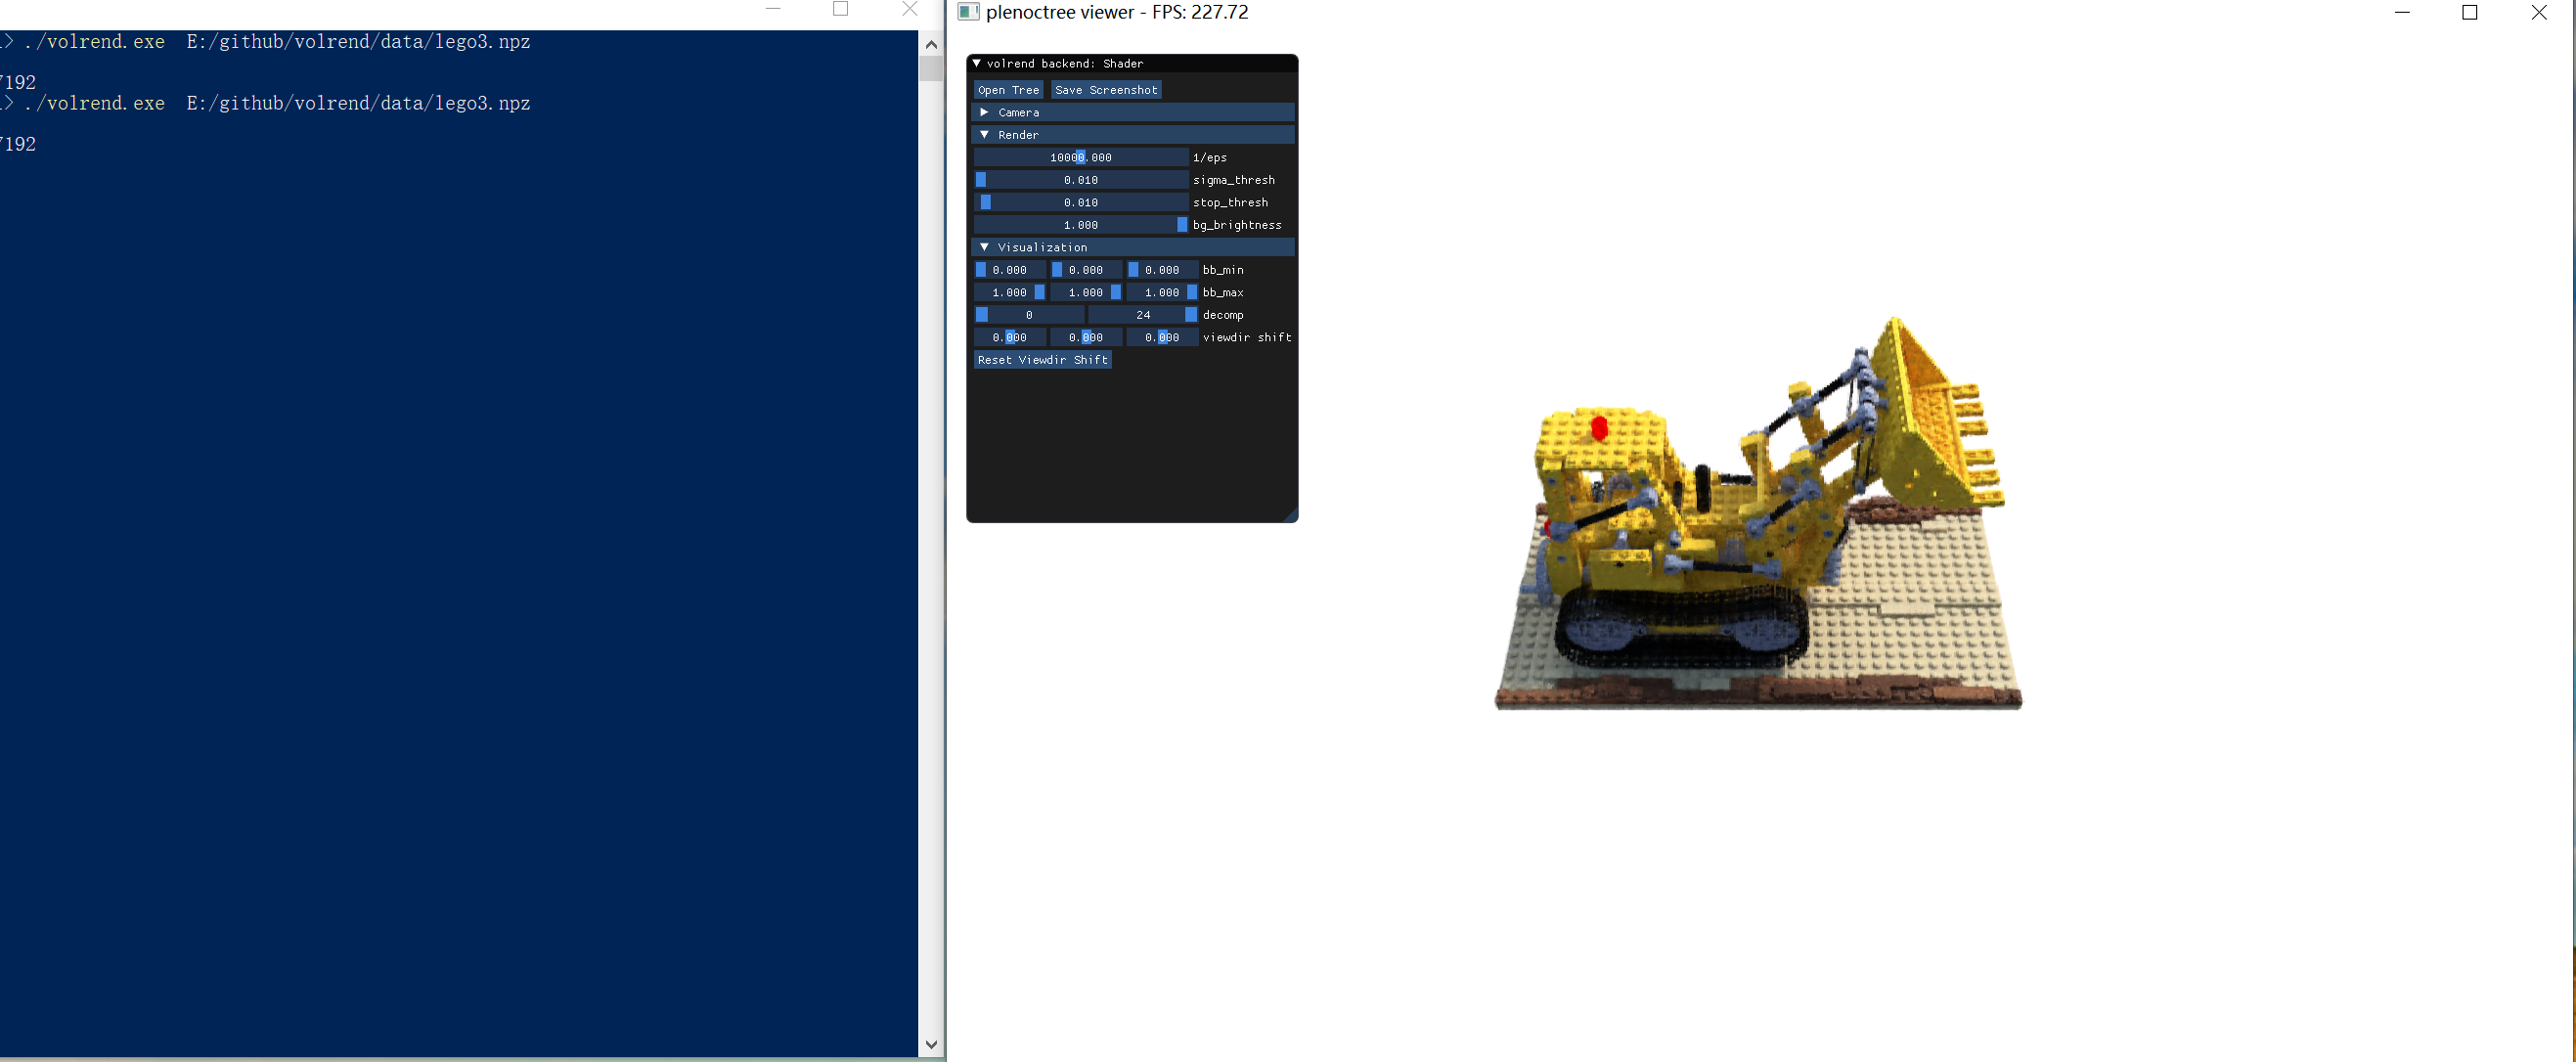 > ./volrend.exe E:/github/volrend/data/lego3.npz
7192
> ./volrend.exe E:/github/volrend/data/lego3.npz
7192
plenoctree viewer - FPS: 227.72
volrend backend: Shader
Open Tree Save Screenshot
Camera
Render
10000.000 1/eps
0.010 sigma_thresh
0.010 stop_thresh
1.000 bg_brightness
Visualization
0.000 0.000 0.000 bb_min
1.000 1.000 1.000 bb_max
0 24 decomp
0.000 0.000 0.000 viewdir shift
Reset Viewdir Shift